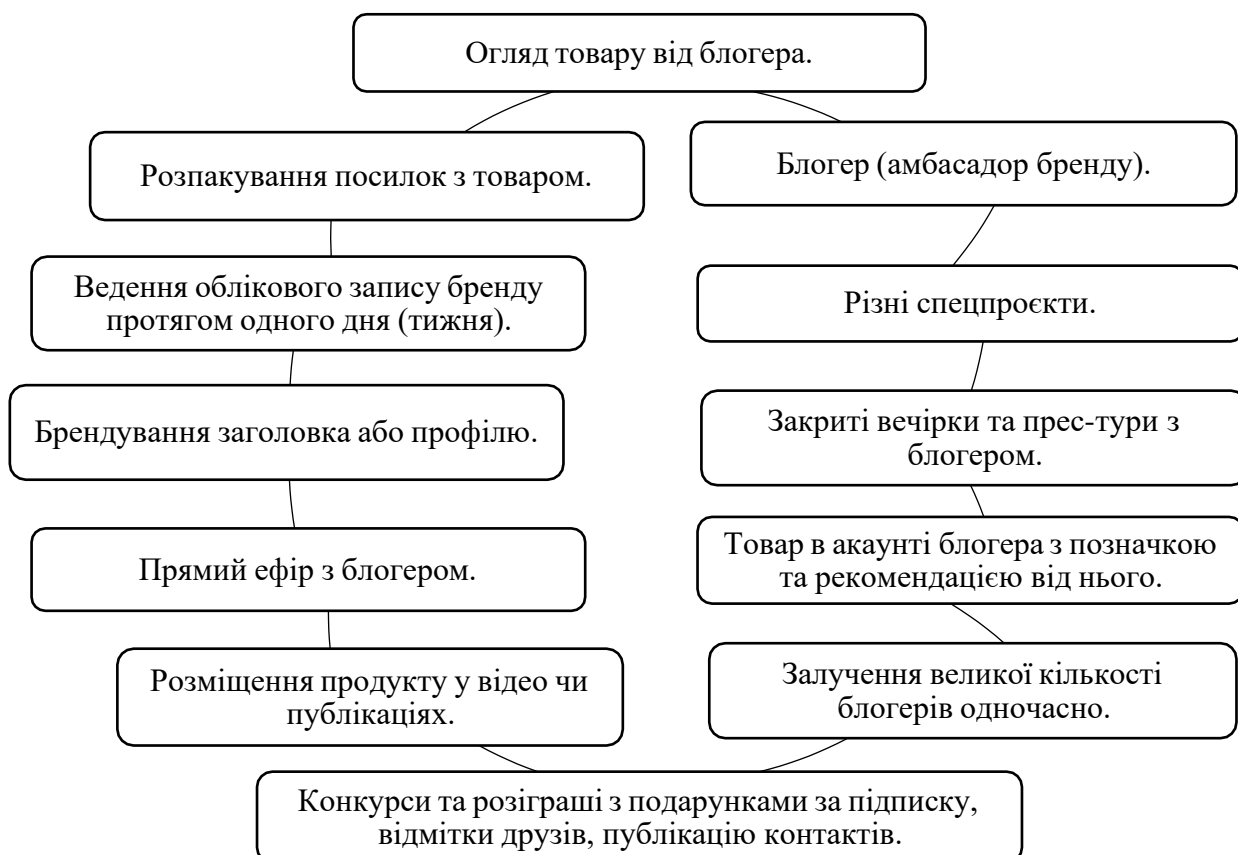 Огляд товару від блогера.
Розпакування посилок з товаром.
Блогер (амбасадор бренду).
Ведення облікового запису бренду
протягом одного дня (тижня).
Різні спецпроєкти.
Брендування заголовка або профілю.
Закриті вечірки та прес-тури з
блогером.
Прямий ефір з блогером.
Товар в акаунті блогера з позначкою
та рекомендацією від нього.
Розміщення продукту у відео чи
публікаціях.
Залучення великої кількості
блогерів одночасно.
Конкурси та розіграші з подарунками за підписку,
відмітки друзів, публікацію контактів.